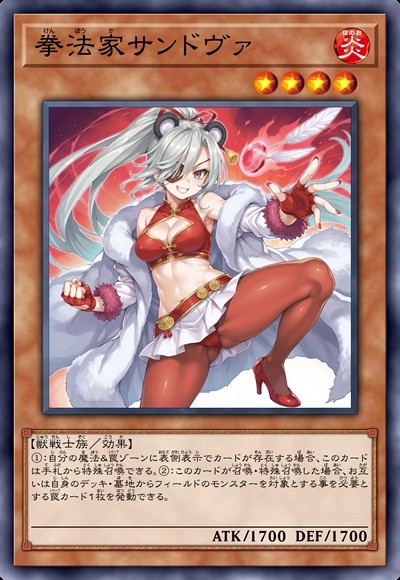 拳法家サンドヴァ
炎
【獣戦士族／効果】
①:自分の魔法&罠ゾーンに表側表示でカードが存在する場合、このカード
は手札から特殊召喚できる。②:このカードが召喚・特殊召喚した場合、お互
いは自身のデッキ・墓地からフィールドのモンスターを対象とする事を必要と
する罠カード1枚を発動できる。
ATK/1700 DEF/1700